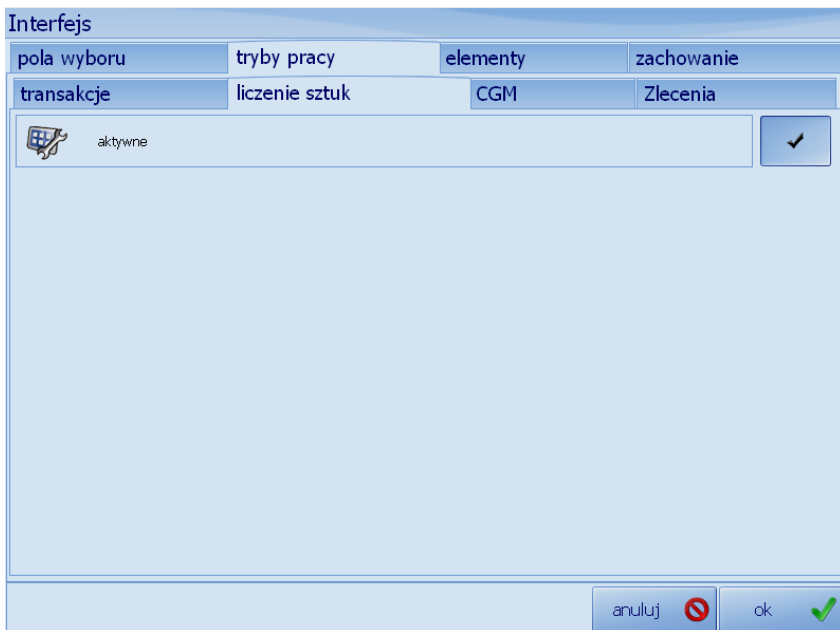 Interfejs
pola wyboru tryby pracy elementy zachowanie
transakcje liczenie sztuk CGM Zlecenia
aktywne
anuluj ok